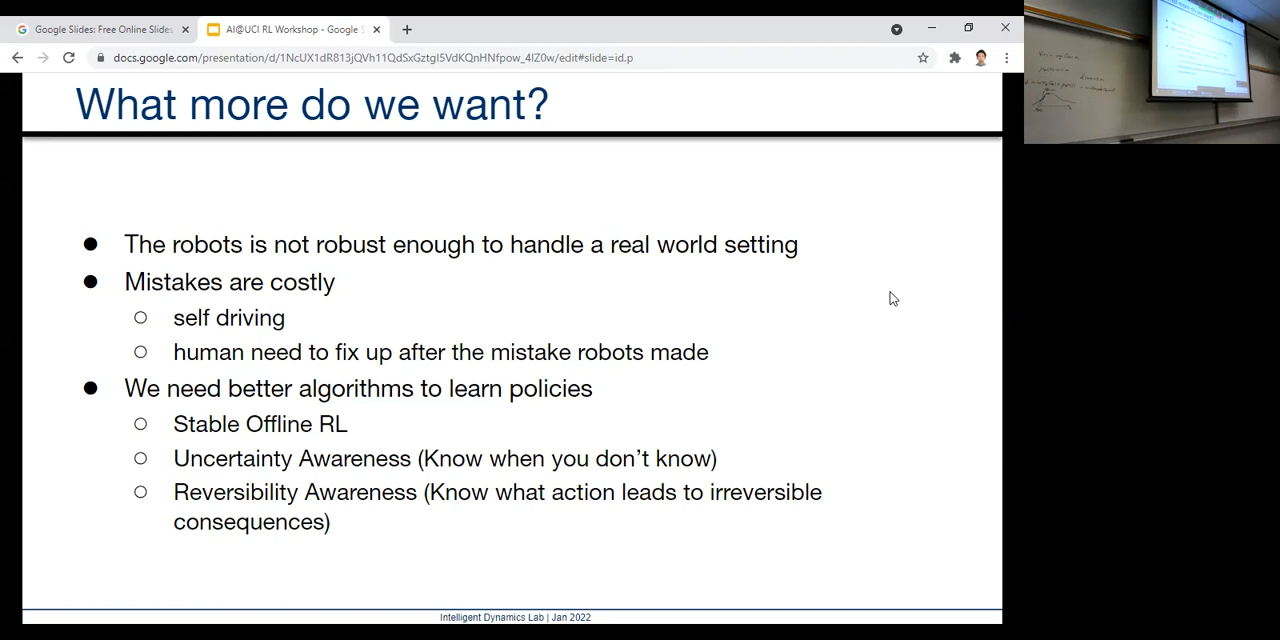 Google Slides: Free Online Slides
AI@UCI RL Workshop - Google S
docs.google.com/presentation/d/1NcUX1dR813jQVh11QdSxGztgI5VdKQnHNfpow_4IZ0w/edit#slide=id.p
What more do we want?
The robots is not robust enough to handle a real world setting
Mistakes are costly
self driving
human need to fix up after the mistake robots made
We need better algorithms to learn policies
Stable Offline RL
Uncertainty Awareness (Know when you don't know)
Reversibility Awareness (Know what action leads to irreversible
consequences)
Intelligent Dynamics Lab | Jan 2022